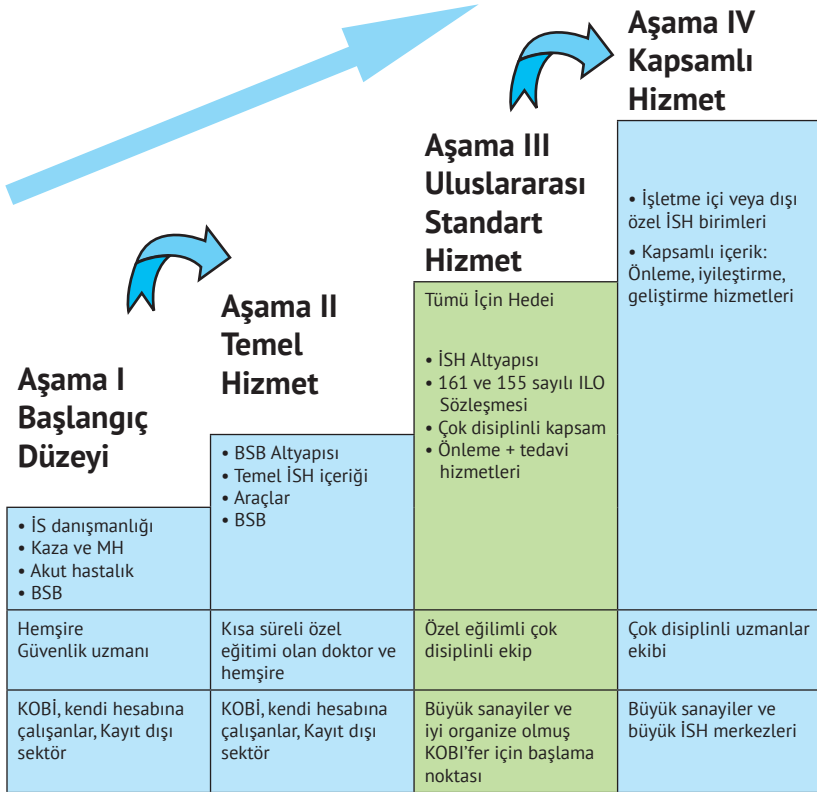 Aşama I
Başlangıç
Düzeyi
• İS danışmanlığı
• Kaza ve MH
• Akut hastalık
• BSB
Hemşire
Güvenlik uzmanı
KOBİ, kendi hesabına
çalışanlar, Kayıt dışı
sektör
Aşama II
Temel
Hizmet
• BSB Altyapısı
• Temel İSH içeriği
• Araçlar
• BSB
Kısa süreli özel
eğitimi olan doktor ve
hemşire
KOBİ, kendi hesabına
çalışanlar, Kayıt dışı
sektör
Aşama III
Uluslararası
Standart
Hizmet
Tümü İçin Hedei
• İSH Altyapısı
• 161 ve 155 sayılı ILO
Sözleşmesi
• Çok disiplinli kapsam
• Önleme + tedavi
hizmetleri
Özel eğilimli çok
disiplinli ekip
Büyük sanayiler ve
iyi organize olmuş
KOBI'fer için başlama
noktası
Aşama IV
Kapsamlı
Hizmet
• İşletme içi veya dışı
özel İSH birimleri
• Kapsamlı içerik:
Önleme, iyileştirme,
geliştirme hizmetleri
Çok disiplinli uzmanlar
ekibi
Büyük sanayiler ve
büyük İSH merkezleri